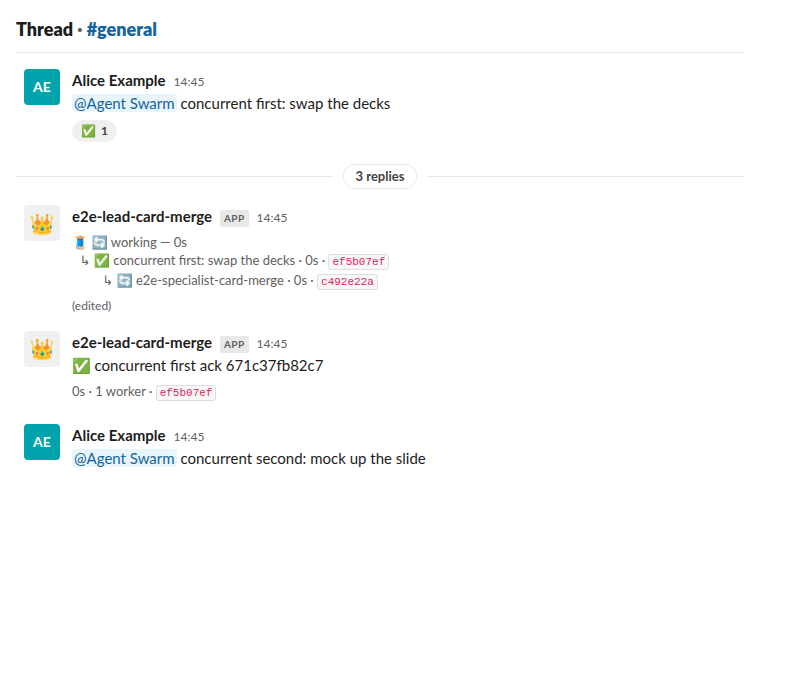 Thread • #general
AE
Alice Example 14:45
@Agent Swarm concurrent first: swap the decks
✅ 1
3 replies
e2e-lead-card-merge APP 14:45
🧵 🔄 working — 0s
↳ ✅ concurrent first: swap the decks · 0s · ef5b07ef
↳ 🔄 e2e-specialist-card-merge · 0s · c492e22a
(edited)
e2e-lead-card-merge APP 14:45
✅ concurrent first ack 671c37fb82c7
0s · 1 worker · ef5b07ef
AE
Alice Example 14:45
@Agent Swarm concurrent second: mock up the slide